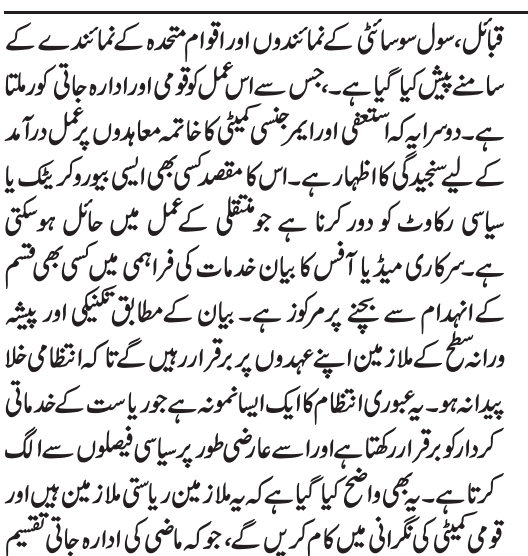 قبائل، سول سوسائٹی کے نمائندوں اور اقوام متحدہ کے نمائندے کے
سامنے پیش کیا گیا ہے۔، جس سے اس عمل کو قومی اور ادارہ جاتی کور ملتا
ہے۔ دوسرا یہ کہ استعفی اور ایمرجنسی کمیٹی کا خاتمہ معاہدوں پر عمل درآمد
کے لیے سنجیدگی کا اظہار ہے۔ اس کا مقصد کسی بھی ایسی بیوروکریٹک یا
سیاسی رکاوٹ کو دور کرنا ہے جو منتقلی کے عمل میں حائل ہوسکتی
ہے۔ سرکاری میڈیا آفس کا بیان خدمات کی فراہمی میں کسی بھی قسم
کے انہدام سے بچنے پر مرکوز ہے۔ بیان کے مطابق تکنیکی اور پیشہ
ورانہ سطح کے ملازمین اپنے عہدوں پر برقرار رہیں گے تا کہ انتظامی خلا
پیدا نہ ہو۔ یہ عبوری انتظام کا ایک ایسا نمونہ ہے جو ریاست کے خدماتی
کردار کو برقرار رکھتا ہے اور اسے عارضی طور پر سیاسی فیصلوں سے الگ
کرتا ہے۔ یہ بھی واضح کیا گیا ہے کہ یہ ملازمین ریاستی ملازمین ہیں اور
قومی کمیٹی کی نگرانی میں کام کریں گے، جو کہ ماضی کی ادارہ جاتی تقسیم